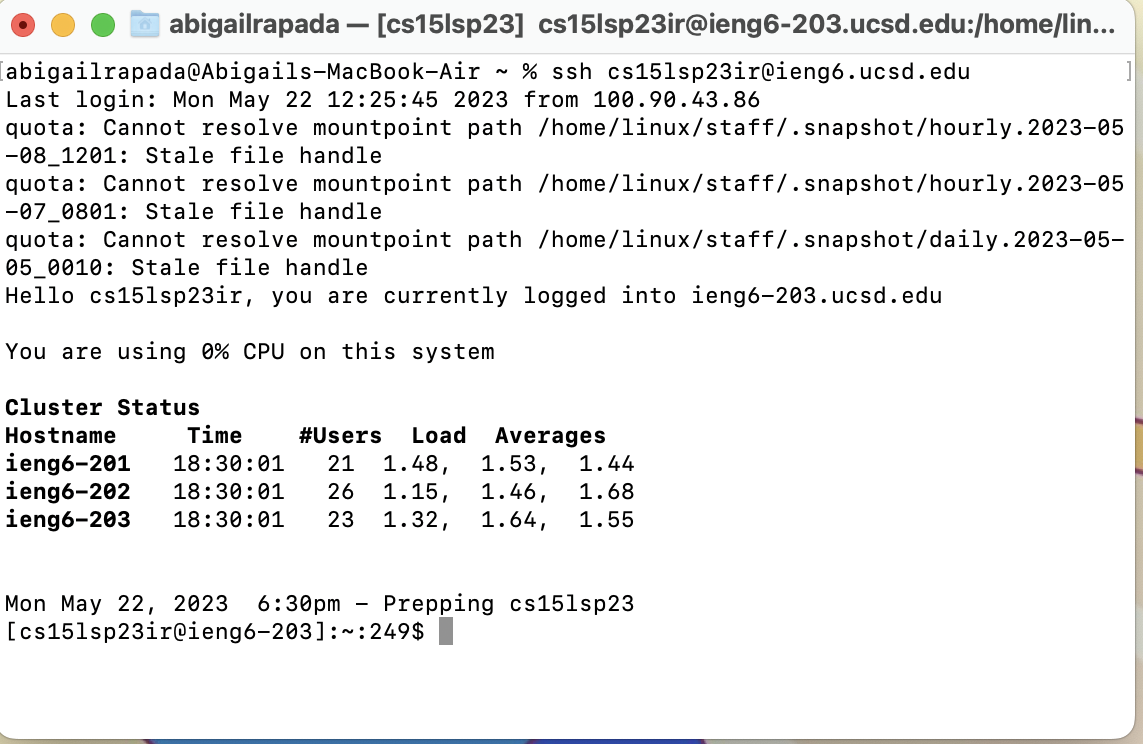 abigailrapada — [cs15lsp23] cs15lsp23ir@ieng6-203.ucsd.edu:/home/lin...
[abigailrapada@Abigails-MacBook-Air ~ % ssh cs15lsp23ir@ieng6.ucsd.edu ]
Last login: Mon May 22 12:25:45 2023 from 100.90.43.86
quota: Cannot resolve mountpoint path /home/linux/staff/.snapshot/hourly.2023-05
-08_1201: Stale file handle
quota: Cannot resolve mountpoint path /home/linux/staff/.snapshot/hourly.2023-05
-07_0801: Stale file handle
quota: Cannot resolve mountpoint path /home/linux/staff/.snapshot/daily.2023-05-
05_0010: Stale file handle
Hello cs15lsp23ir, you are currently logged into ieng6-203.ucsd.edu
You are using 0% CPU on this system
Cluster Status
Hostname Time #Users Load Averages
ieng6-201 18:30:01 21 1.48, 1.53, 1.44
ieng6-202 18:30:01 26 1.15, 1.46, 1.68
ieng6-203 18:30:01 23 1.32, 1.64, 1.55
Mon May 22, 2023 6:30pm - Prepping cs15lsp23
[cs15lsp23ir@ieng6-203]:~:249$